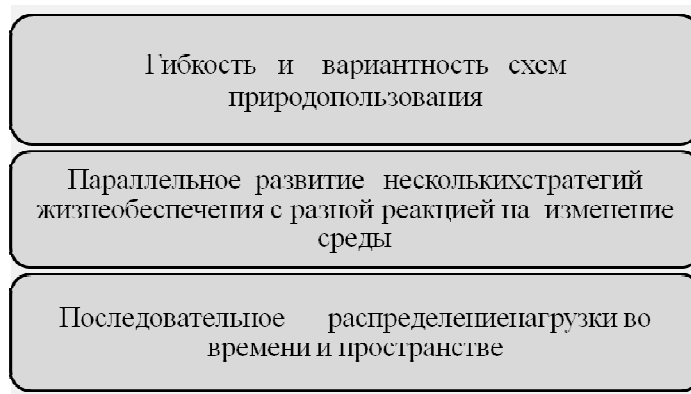 Гибкость и вариантность схем
природопользования
Параллельное развитие несколькихстратегий
жизнеобеспечения с разной реакцией на изменение
среды
Последовательное распределениенагрузки во
времени и пространстве